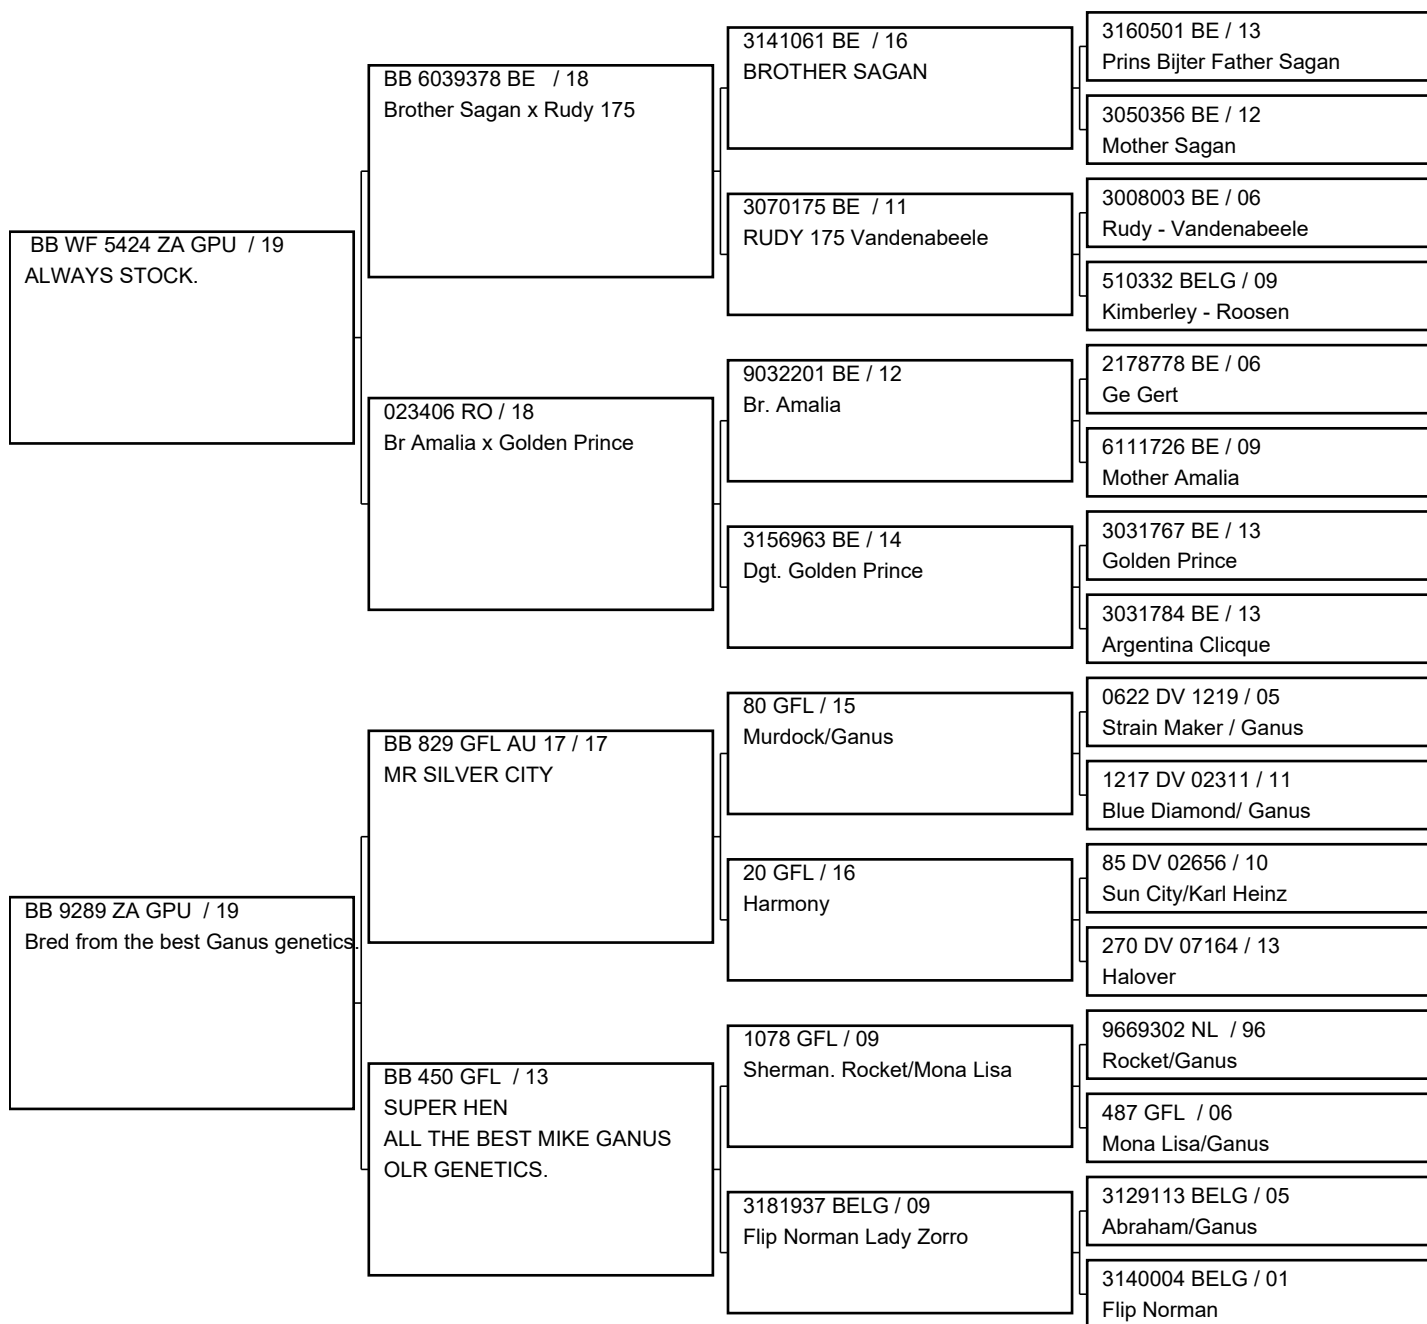 BB WF 5424 ZA GPU / 19
ALWAYS STOCK.
BB 9289 ZA GPU / 19
Bred from the best Ganus genetics.
BB 6039378 BE / 18
Brother Sagan x Rudy 175
023406 RO / 18
Br Amalia x Golden Prince
BB 829 GFL AU 17 / 17
MR SILVER CITY
BB 450 GFL / 13
SUPER HEN
ALL THE BEST MIKE GANUS
OLR GENETICS.
3141061 BE / 16
BROTHER SAGAN
3070175 BE / 11
RUDY 175 Vandenabeele
9032201 BE / 12
Br. Amalia
3156963 BE / 14
Dgt. Golden Prince
80 GFL / 15
Murdock/Ganus
20 GFL / 16
Harmony
1078 GFL / 09
Sherman. Rocket/Mona Lisa
3181937 BELG / 09
Flip Norman Lady Zorro
3160501 BE / 13
Prins Bijter Father Sagan
3050356 BE / 12
Mother Sagan
3008003 BE / 06
Rudy - Vandenabeele
510332 BELG / 09
Kimberley - Roosen
2178778 BE / 06
Ge Gert
6111726 BE / 09
Mother Amalia
3031767 BE / 13
Golden Prince
3031784 BE / 13
Argentina Clicque
0622 DV 1219 / 05
Strain Maker / Ganus
1217 DV 02311 / 11
Blue Diamond/ Ganus
85 DV 02656 / 10
Sun City/Karl Heinz
270 DV 07164 / 13
Halover
9669302 NL / 96
Rocket/Ganus
487 GFL / 06
Mona Lisa/Ganus
3129113 BELG / 05
Abraham/Ganus
3140004 BELG / 01
Flip Norman